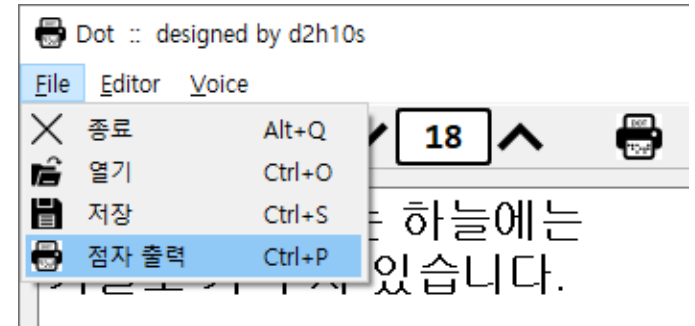 Dot :: designed by d2h10s
File Editor Voice
종료 Alt+Q
18
열기 Ctrl+O
저장 Ctrl+S
는 하늘에는
점자 출력 Ctrl+P
있습니다.